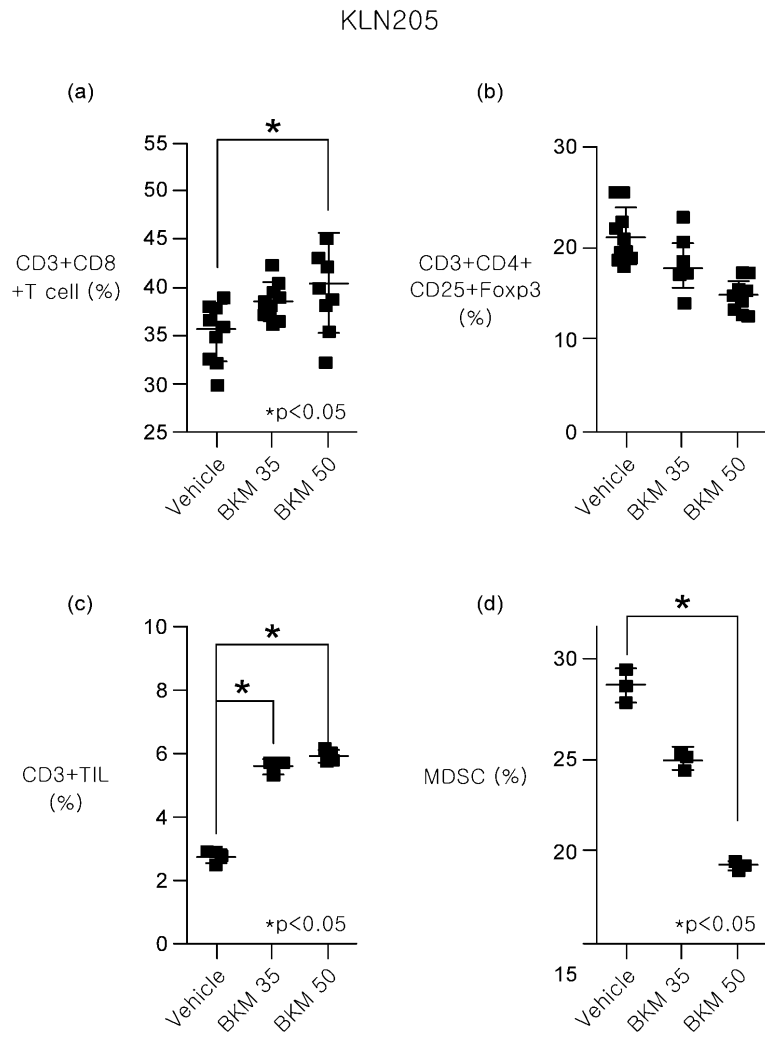 KLN205
(a)
55
50
45
40
35
30
25
CD3+CD8
+T cell (%)
*
*p<0.05
Vehicle
BKM 35
BKM 50
(b)
30
20
10
0
CD3+CD4+
CD25+Foxp3
(%)
Vehicle
BKM 35
BKM 50
(c)
10
8
6
4
2
0
CD3+TIL
(%)
*
*
*p<0.05
Vehicle
BKM 35
BKM 50
(d)
30
25
20
15
MDSC (%)
*
*p<0.05
Vehicle
BKM 35
BKM 50